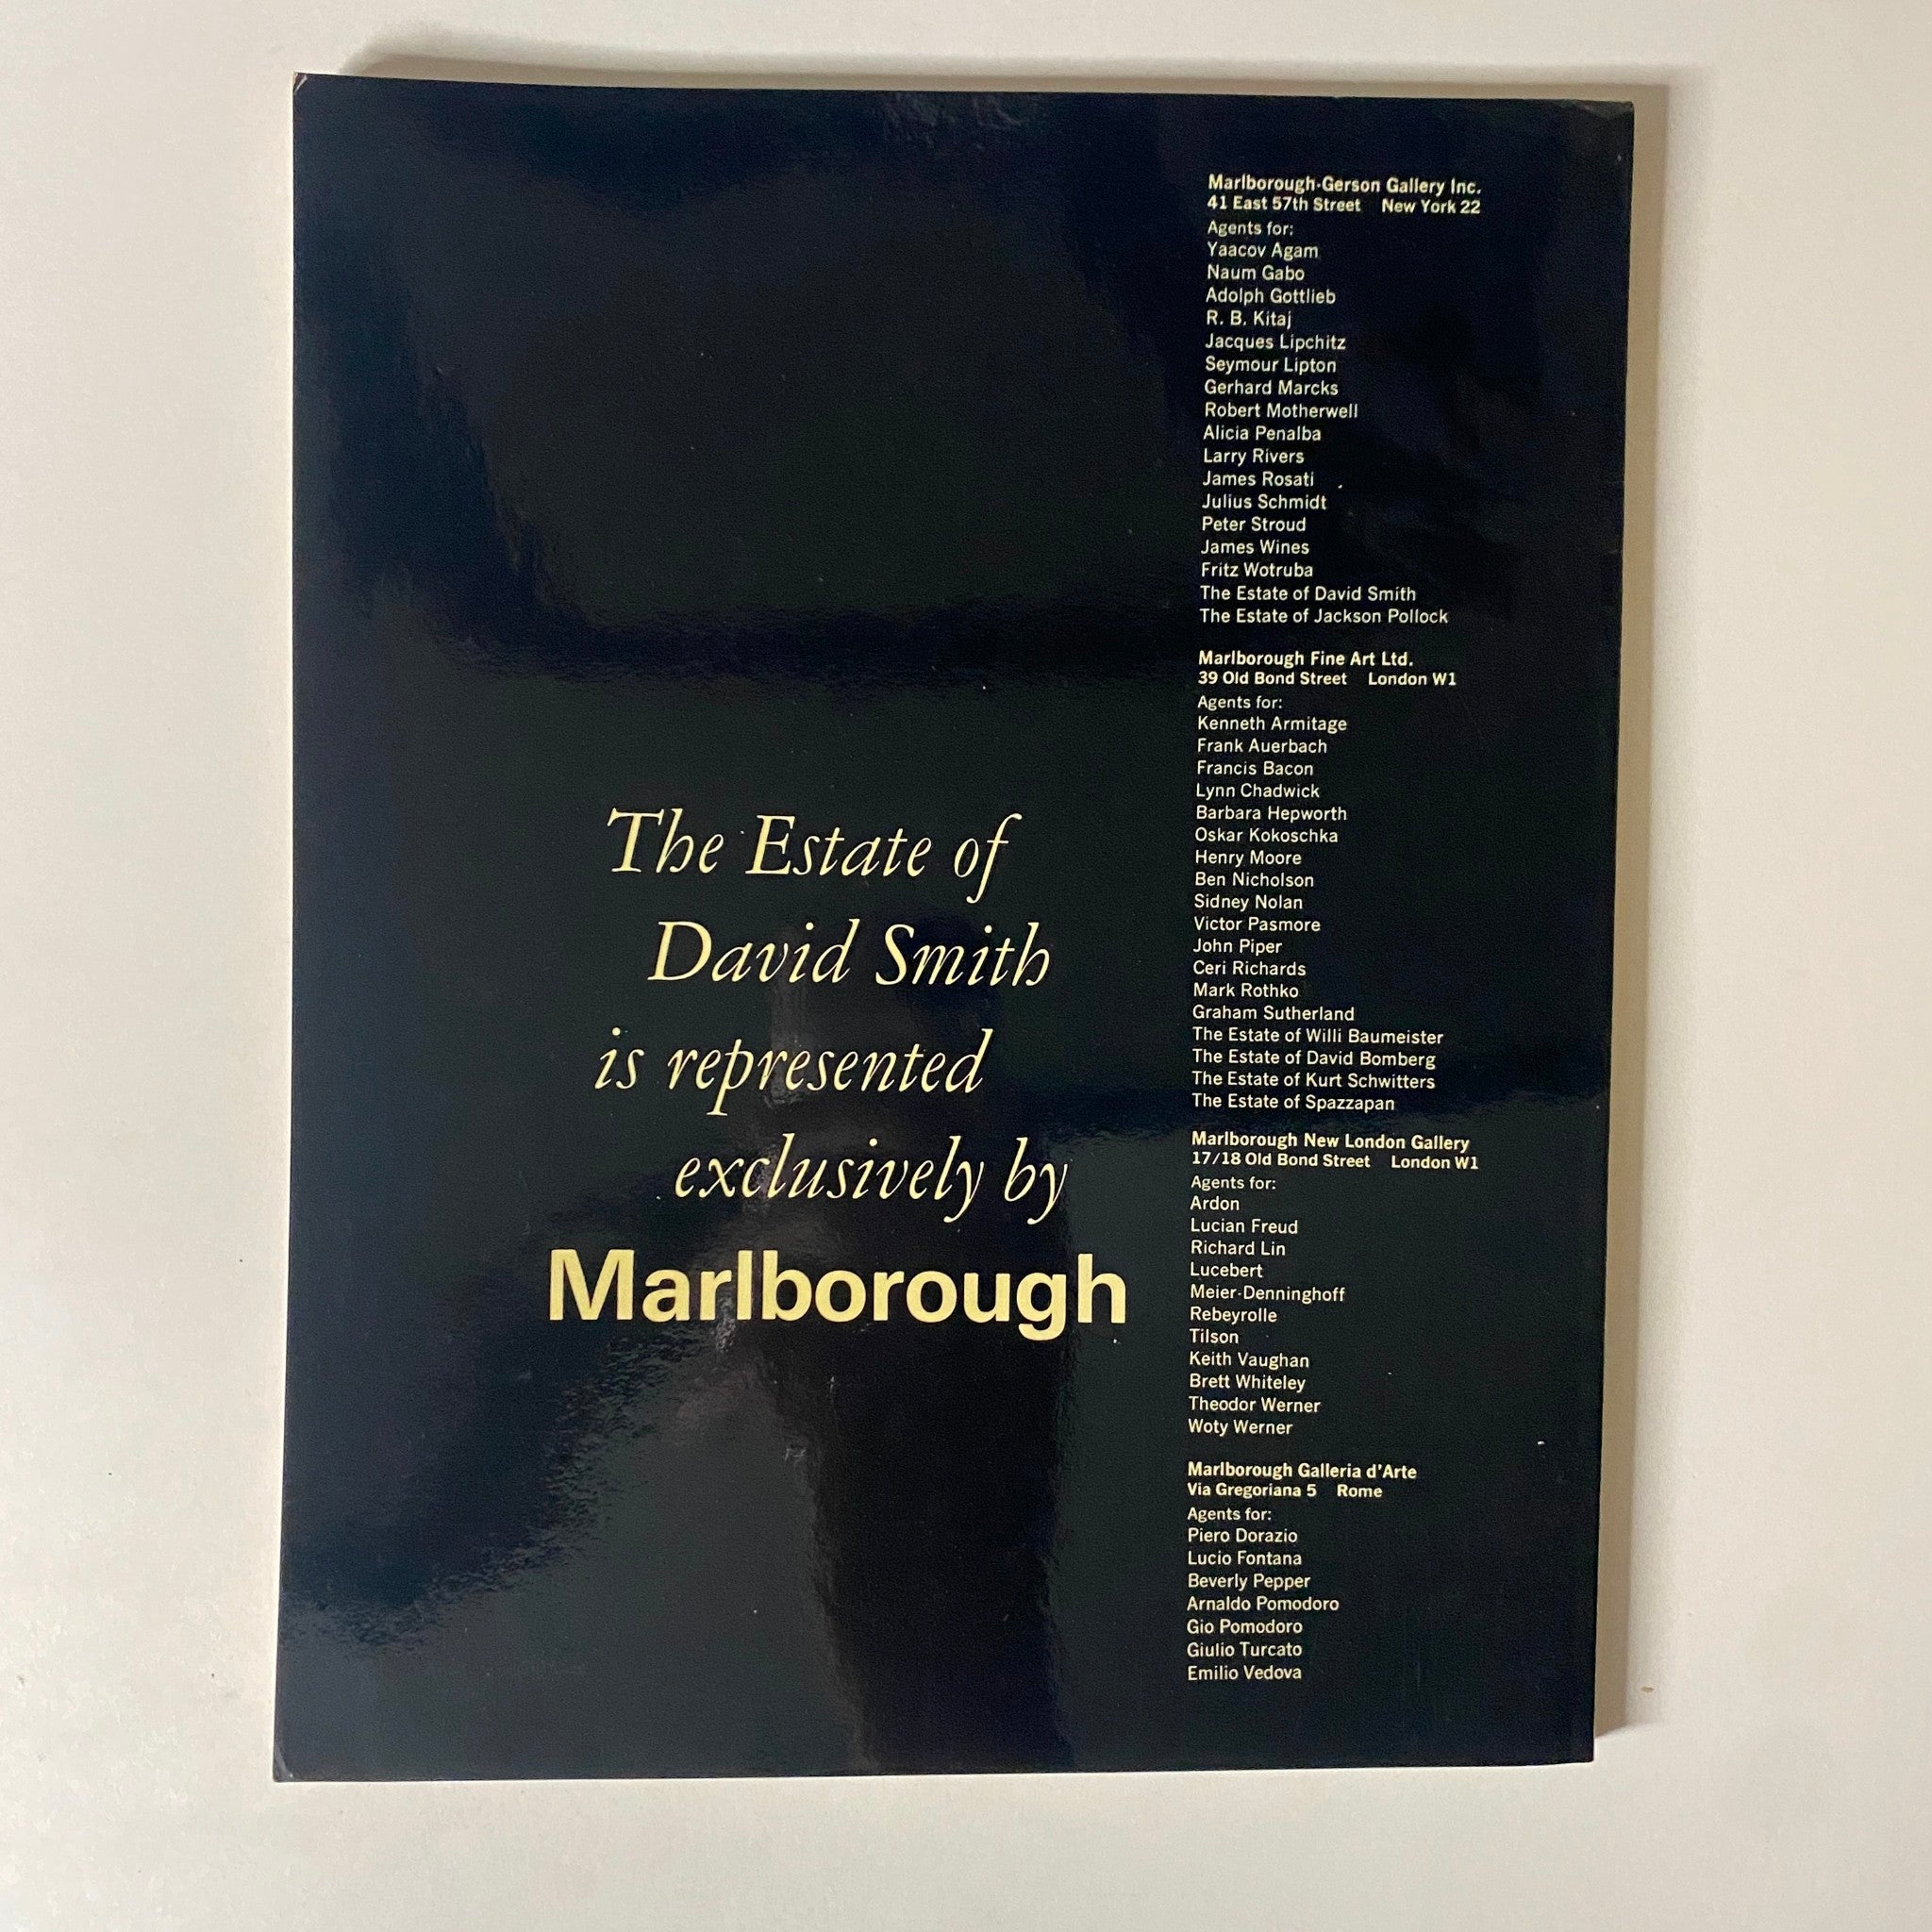 The Estate of
David Smith
is represented
exclusively by
Marlborough
Marlborough-Gerson Gallery Inc.
41 East 57th Street New York 22
Agents for:
Yaacov Agam
Naum Gabo
Adolph Gottlieb
R. B. Kitaj
Jacques Lipchitz
Seymour Lipton
Gerhard Marcks
Robert Motherwell
Alicia Penalba
Larry Rivers
James Rosati
Julius Schmidt
Peter Stroud
James Wines
Fritz Wotruba
The Estate of David Smith
The Estate of Jackson Pollock
Marlborough Fine Art Ltd.
39 Old Bond Street London W1
Agents for:
Kenneth Armitage
Frank Auerbach
Francis Bacon
Lynn Chadwick
Barbara Hepworth
Oskar Kokoschka
Henry Moore
Ben Nicholson
Sidney Nolan
Victor Pasmore
John Piper
Ceri Richards
Mark Rothko
Graham Sutherland
The Estate of Willi Baumeister
The Estate of David Bomberg
The Estate of Kurt Schwitters
The Estate of Spazzapan
Marlborough New London Gallery
17/18 Old Bond Street London W1
Agents for:
Ardon
Lucian Freud
Richard Lin
Lucebert
Meier-Denninghoff
Rebeyrolle
Tilson
Keith Vaughan
Brett Whiteley
Theodor Werner
Woty Werner
Marlborough Galleria d'Arte
Via Gregoriana 5 Rome
Agents for:
Piero Dorazio
Lucio Fontana
Beverly Pepper
Arnaldo Pomodoro
Gio Pomodoro
Giulio Turcato
Emilio Vedova